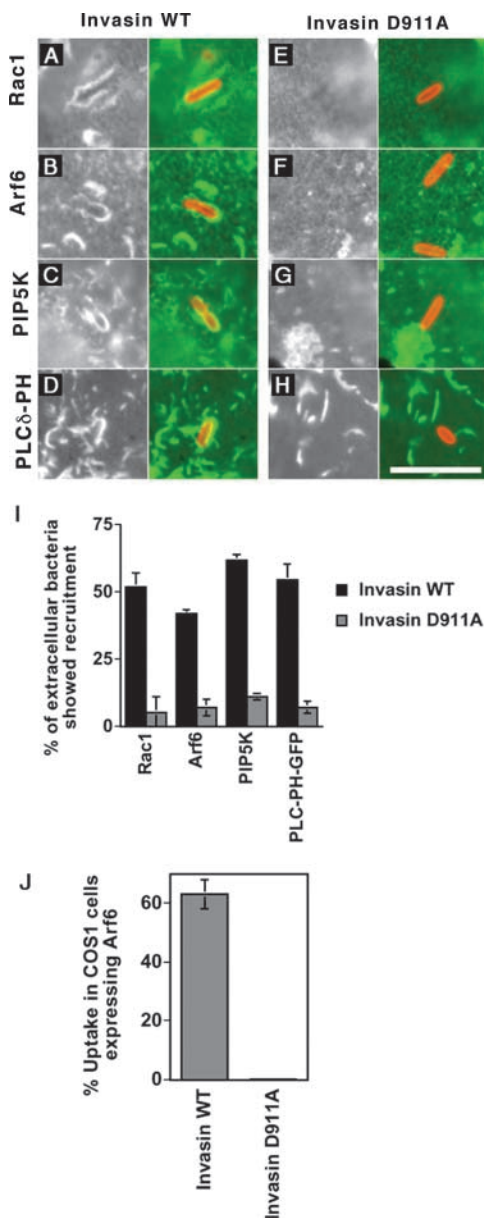 Invasin WT
Invasin D911A
Rac1
A
E
Arf6
B
F
PIP5K
C
G
PLCδ-PH
D
H
I
% of extracellular bacteria
showed recruitment
75
50
25
0
Rac1
Arf6
PIP5K
PLC-PH-GFP
Invasin WT
Invasin D911A
J
% Uptake in COS1 cells
expressing Arf6
60
40
20
0
Invasin WT
Invasin D911A